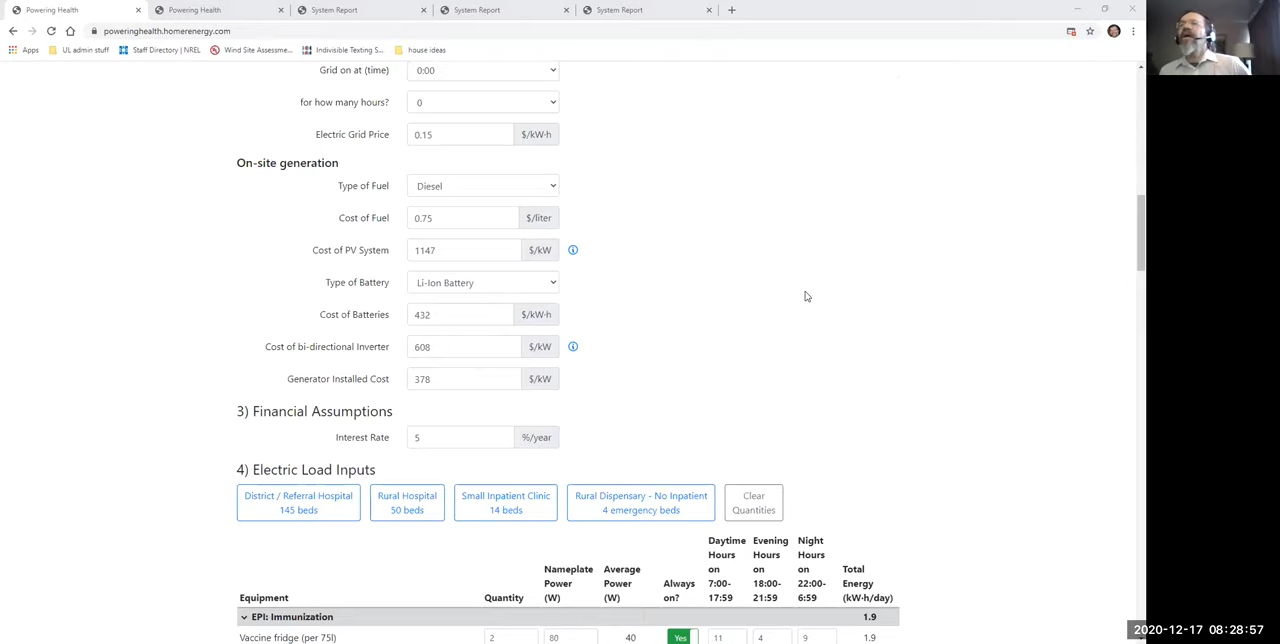 Powering Health
Powering Health
System Report
System Report
System Report
poweringhealth.homerenergy.com
Apps
UL admin stuff
Staff Directory | NREL
Wind Site Assessme...
Indivisible Texting S...
house ideas
Grid on at (time)
0:00
for how many hours?
0
Electric Grid Price
0.15
$/kW·h
On-site generation
Type of Fuel
Diesel
Cost of Fuel
0.75
$/liter
Cost of PV System
1147
$/kW
Type of Battery
Li-Ion Battery
Cost of Batteries
432
$/kW·h
Cost of bi-directional Inverter
608
$/kW
Generator Installed Cost
378
$/kW
3) Financial Assumptions
Interest Rate
5
%/year
4) Electric Load Inputs
District / Referral Hospital
145 beds
Rural Hospital
50 beds
Small Inpatient Clinic
14 beds
Rural Dispensary - No Inpatient
4 emergency beds
Clear
Quantities
Equipment
Quantity
Nameplate
Power
(W)
Average
Power
(W)
Always
on?
Daytime
Hours
on
7:00-
17:59
Evening
Hours
on
18:00-
21:59
Night
Hours
on
22:00-
6:59
Total
Energy
(kW·h/day)
EPI: Immunization
1.9
Vaccine fridge (per 75l)
2
80
40
Yes
11
4
9
1.9
2020-12-17 08:28:57